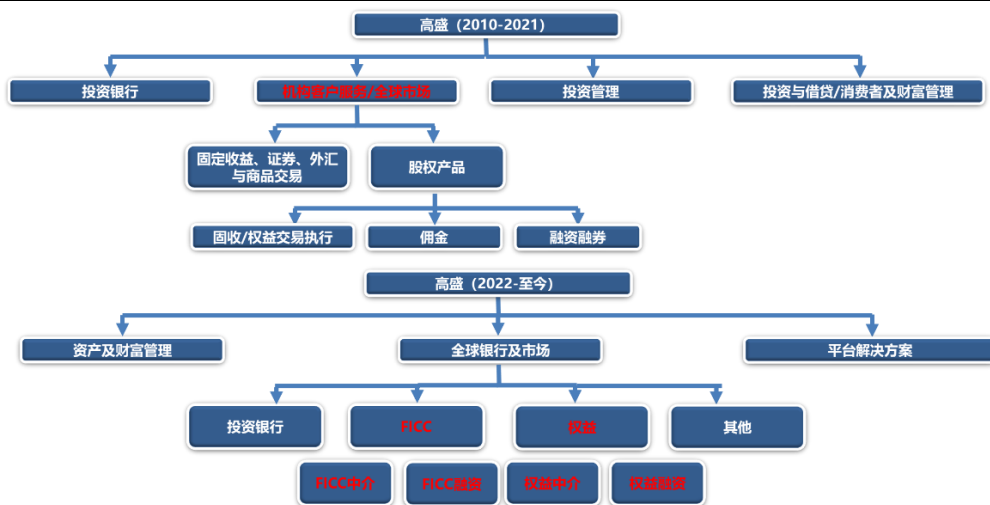 高盛（2010-2021）
投资银行
机构客户服务/全球市场
投资管理
投资与借贷/消费者及财富管理
固定收益、证券、外汇
与商品交易
股权产品
固收/权益交易执行
佣金
融资融券
高盛（2022-至今）
资产及财富管理
全球银行及市场
平台解决方案
投资银行
FICC
权益
其他
FICC中介
FICC融资
权益中介
权益融资